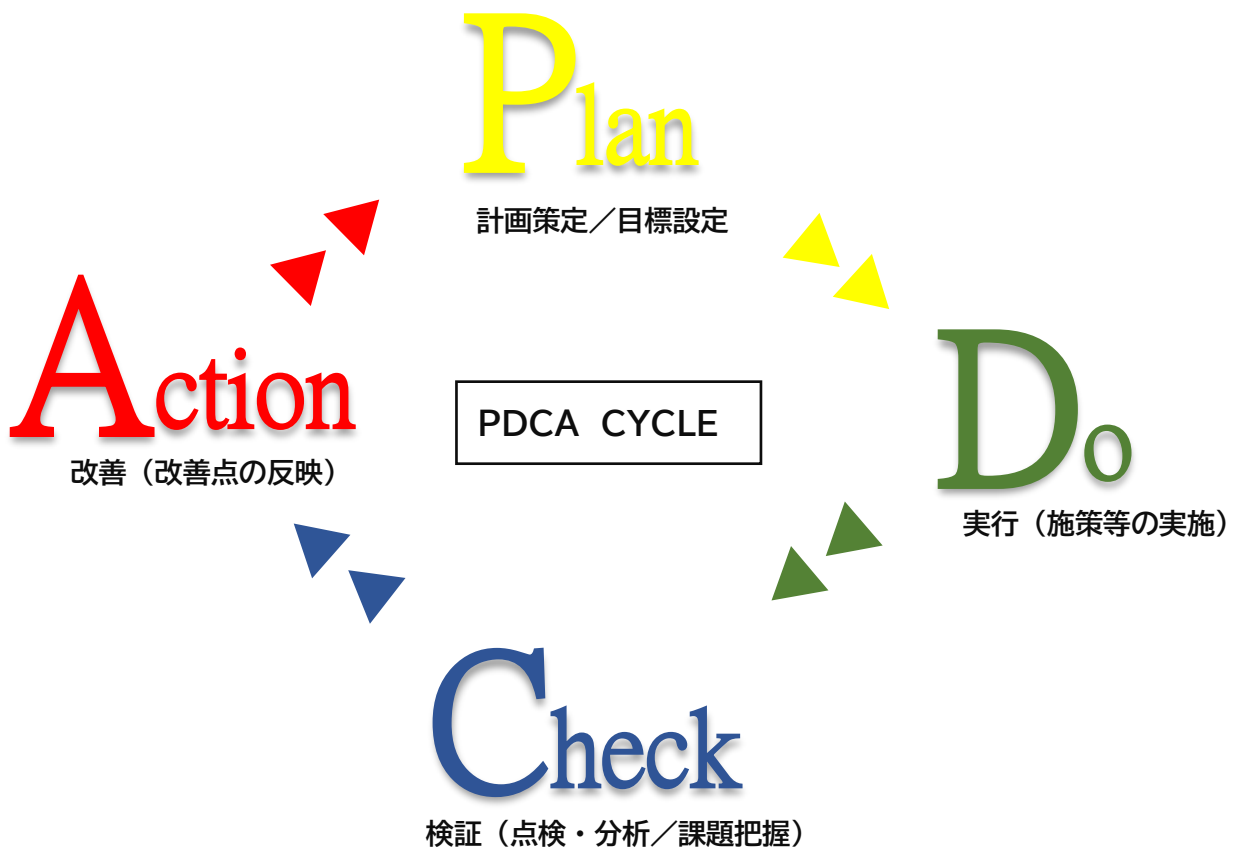 Plan
計画策定／目標設定
Action
改善（改善点の反映）
PDCA CYCLE
Do
実行（施策等の実施）
Check
検証（点検・分析／課題把握）